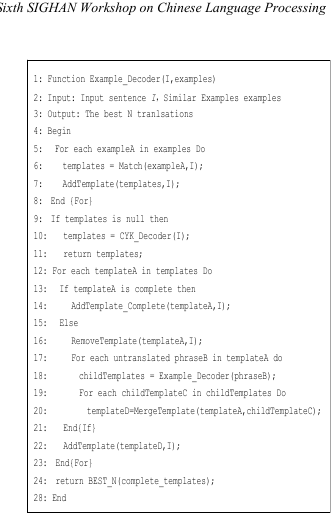 Sixth SIGHAN Workshop on Chinese Language Processing
1: Function Example_Decoder(I,examples)
2: Input: Input sentence I, Similar Examples examples
3: Output: The best N tranlsations
4: Begin
5: For each exampleA in examples Do
6: templates = Match(exampleA,I);
7: AddTemplate(templates,I);
8: End {For}
9: If templates is null then
10: templates = CYK_Decoder(I);
11: return templates;
12: For each templateA in templates Do
13: If templateA is complete then
14: AddTemplate_Complete(templateA,I);
15: Else
16: RemoveTemplate(templateA,I);
17: For each untranslated phraseB in templateA do
18: childTemplates = Example_Decoder(phraseB);
19: For each childTemplateC in childTemplates Do
20: templateD=MergeTemplate(templateA,childTemplateC);
21: End{If}
22: AddTemplate(templateD,I);
23: End{For}
24: return BEST_N{complete_templates);
28: End